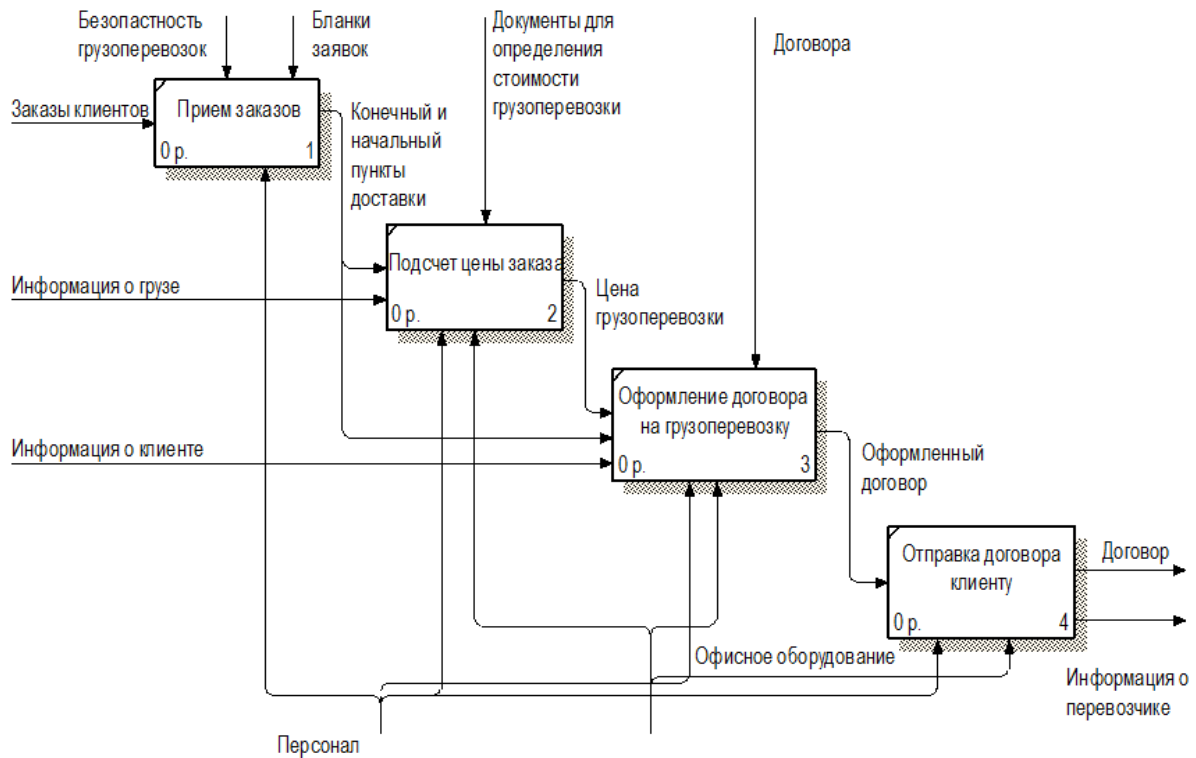 Безопастность
грузоперевозок
Бланки
заявок
Документы для
определения
стоимости
грузоперевозки
Договора
Заказы клиентов
Прием заказов
0 р. 1
Конечный и
начальный
пункты
доставки
Информация о грузе
Подсчет цены заказа
0 р. 2
Цена
грузоперевозки
Информация о клиенте
Оформление договора
на грузоперевозку
0 р. 3
Оформленный
договор
Отправка договора
клиенту
0 р. 4
Договор
Офисное оборудование
Информация о
перевозчике
Персонал